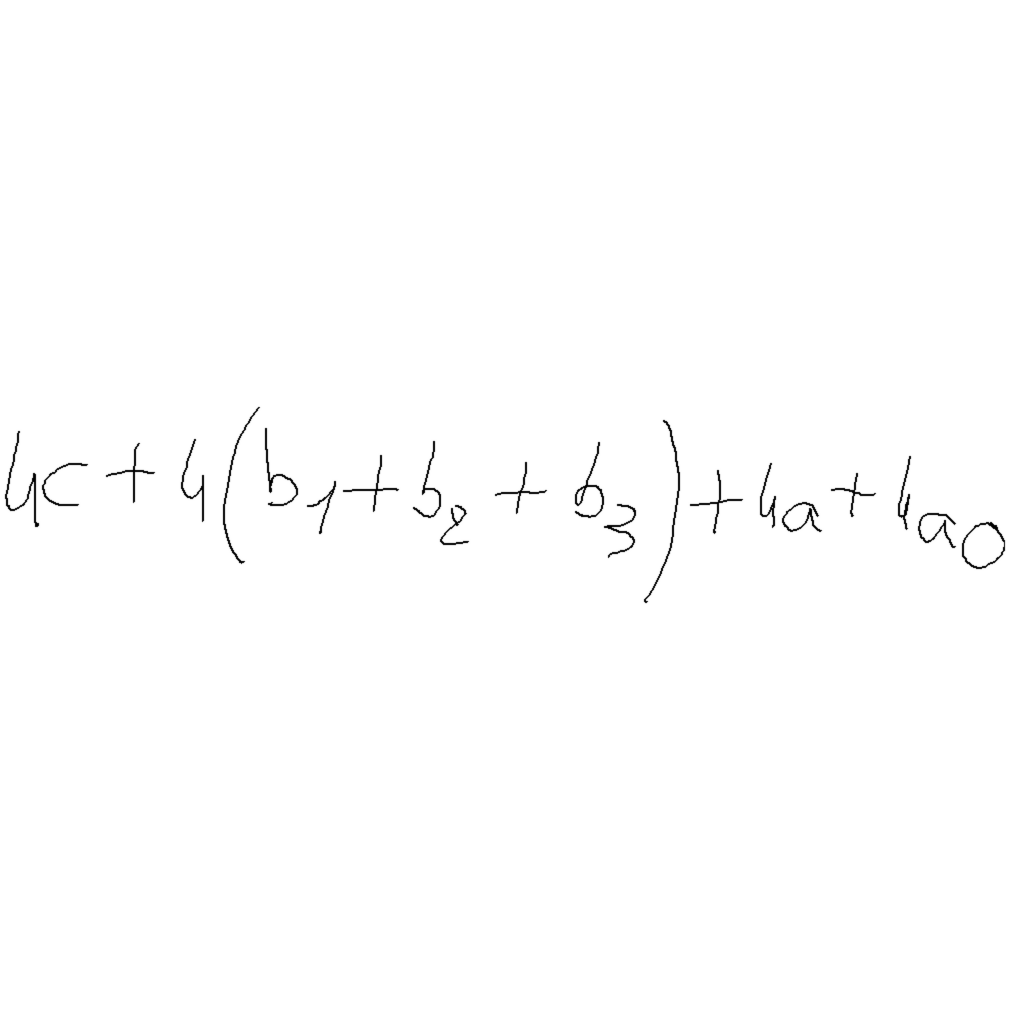 4c + 4(b₁ + b₂ + b₃) + 4a + 4a₀